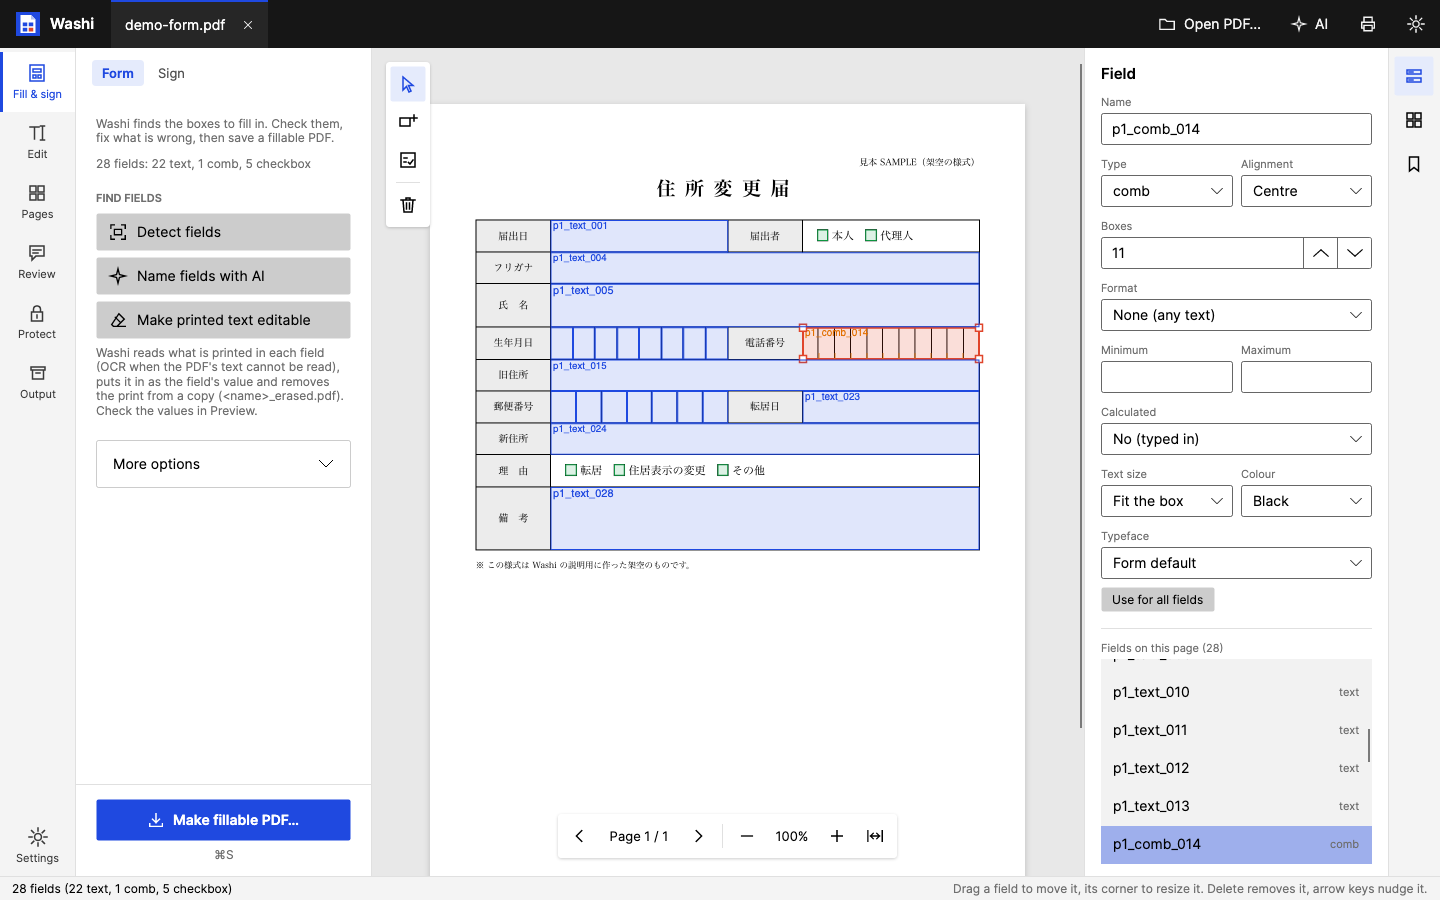 Washi
demo-form.pdf
Open PDF...
AI
Fill & sign
Edit
Pages
Review
Protect
Output
Settings
Form
Sign
Washi finds the boxes to fill in. Check them,
fix what is wrong, then save a fillable PDF.
28 fields: 22 text, 1 comb, 5 checkbox
FIND FIELDS
Detect fields
Name fields with AI
Make printed text editable
Washi reads what is printed in each field
(OCR when the PDF's text cannot be read),
puts it in as the field's value and removes
the print from a copy (<name>_erased.pdf).
Check the values in Preview.
More options
Make fillable PDF...
⌘S
見本 SAMPLE（架空の様式）
住所変更届
届出日
p1_text_001
届出者
本人
代理人
フリガナ
p1_text_004
氏 名
p1_text_005
生年月日
電話番号
p1_comb_014
旧住所
p1_text_015
郵便番号
転居日
p1_text_023
新住所
p1_text_024
理 由
転居
住居表示の変更
その他
備 考
p1_text_028
※ この様式は Washi の説明用に作った架空のものです。
Page 1 / 1
100%
Field
Name
p1_comb_014
Type
Alignment
comb
Centre
Boxes
11
Format
None (any text)
Minimum
Maximum
Calculated
No (typed in)
Text size
Colour
Fit the box
Black
Typeface
Form default
Use for all fields
Fields on this page (28)
p1_text_010 text
p1_text_011 text
p1_text_012 text
p1_text_013 text
p1_comb_014 comb
28 fields (22 text, 1 comb, 5 checkbox)
Drag a field to move it, its corner to resize it. Delete removes it, arrow keys nudge it.